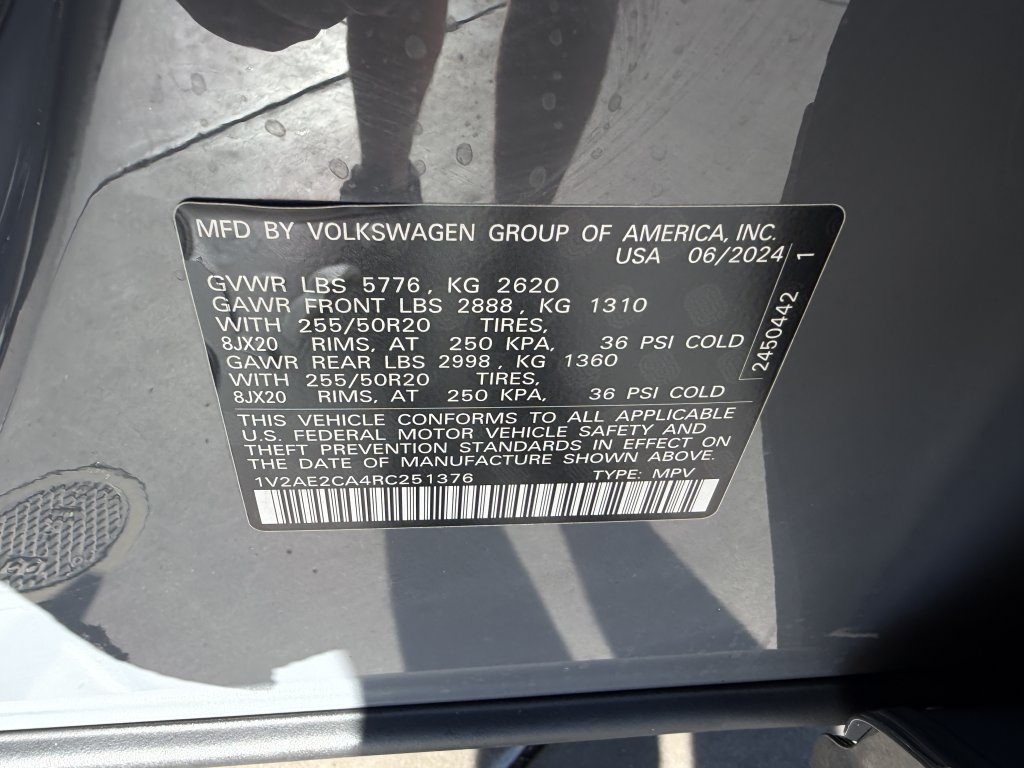 MFD BY VOLKSWAGEN GROUP OF AMERICA, INC.
USA 06/2024
GVWR LBS 5776, KG 2620
GAWR FRONT LBS 2888, KG 1310
WITH 255/50R20 TIRES,
8JX20 RIMS, AT 250 KPA, 36 PSI COLD
GAWR REAR LBS 2998, KG 1360
WITH 255/50R20 TIRES,
8JX20 RIMS, AT 250 KPA, 36 PSI COLD
THIS VEHICLE CONFORMS TO ALL APPLICABLE
U.S. FEDERAL MOTOR VEHICLE SAFETY AND
THEFT PREVENTION STANDARDS IN EFFECT ON
THE DATE OF MANUFACTURE SHOWN ABOVE.
1V2AE2CA4RC251376 TYPE: MPV
2450442 1